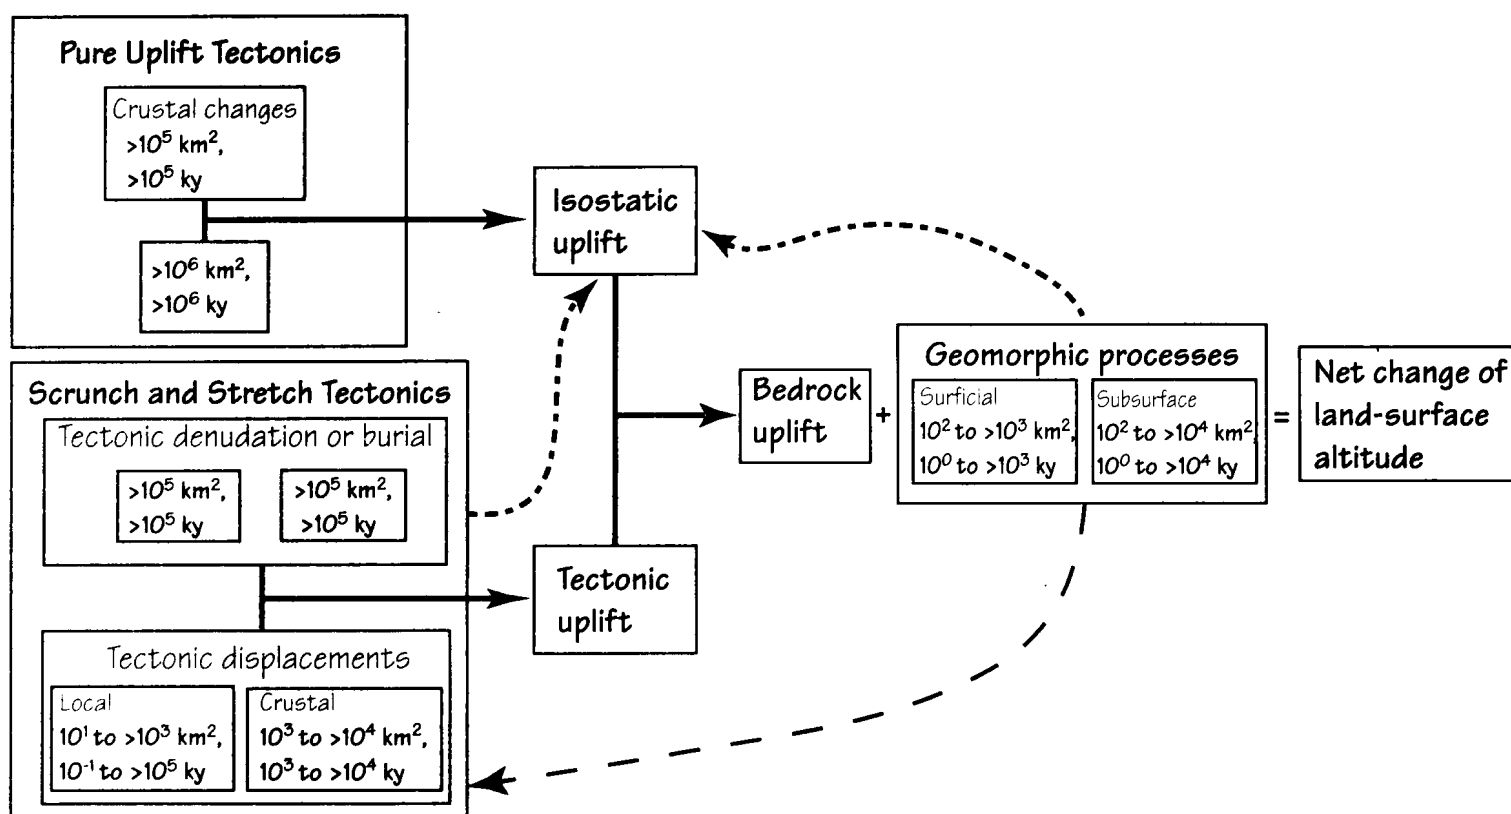 Pure Uplift Tectonics
Crustal changes
>10⁵ km²,
>10⁵ ky
>10⁶ km²,
>10⁶ ky
Scrunch and Stretch Tectonics
Tectonic denudation or burial
>10⁵ km²,
>10⁵ ky
>10⁵ km²,
>10⁵ ky
Tectonic displacements
Local
10¹ to >10³ km²,
10⁻¹ to >10⁵ ky
Crustal
10³ to >10⁴ km²,
10³ to >10⁴ ky
Isostatic
uplift
Tectonic
uplift
Bedrock
uplift
+
Geomorphic processes
Surficial
10² to >10³ km²,
10⁰ to >10³ ky
Subsurface
10² to >10⁴ km²,
10⁰ to >10⁴ ky
=
Net change of
land-surface
altitude